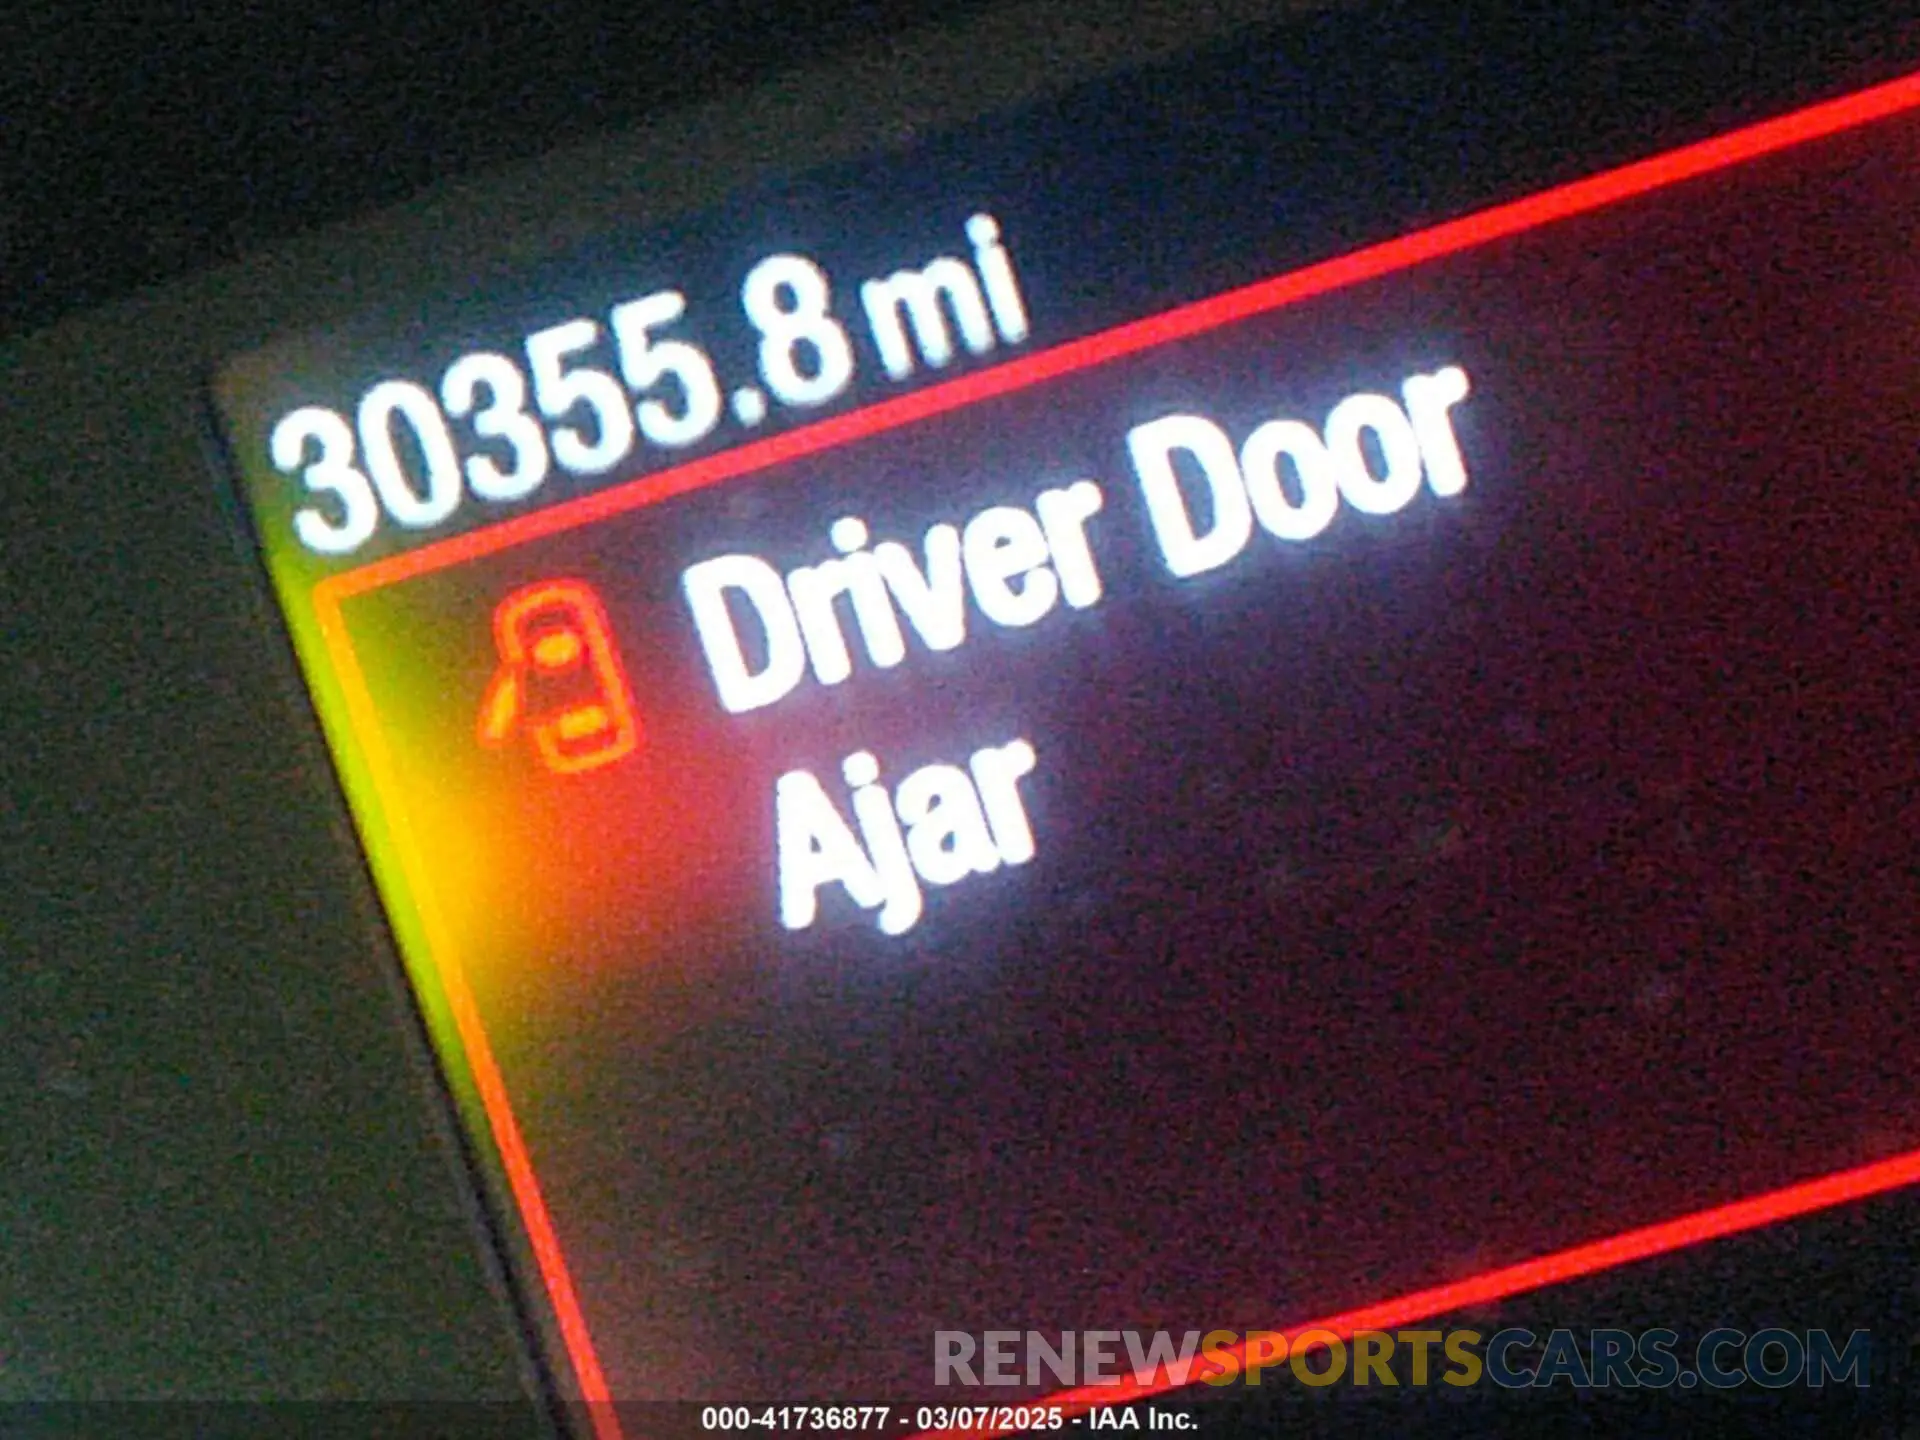 30355.8 mi
Driver Door
Ajar
RENEWSPORTSCARS.COM
000-41736877 - 03/07/2025 - IAA Inc.